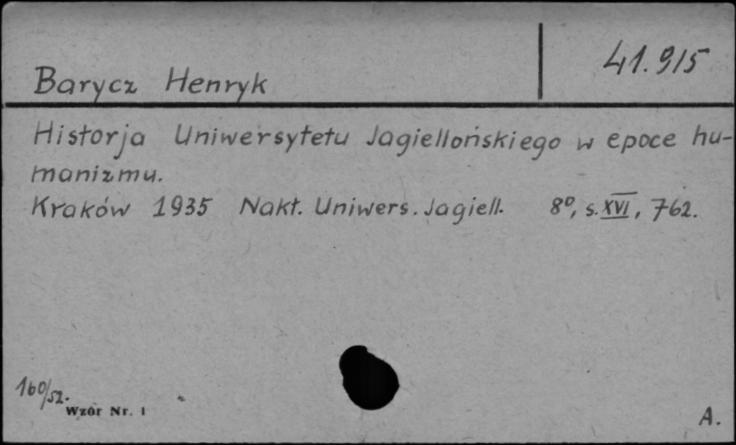 41.915
Barycz Henryk
Historja Uniwersytetu Jagiellońskiego w epoce hu-
manizmu.
Kraków 1935 Nakł. Uniwers. Jagiell. 8⁰, s. XVI, 762.
160/52.
Wzór Nr. 1
A.